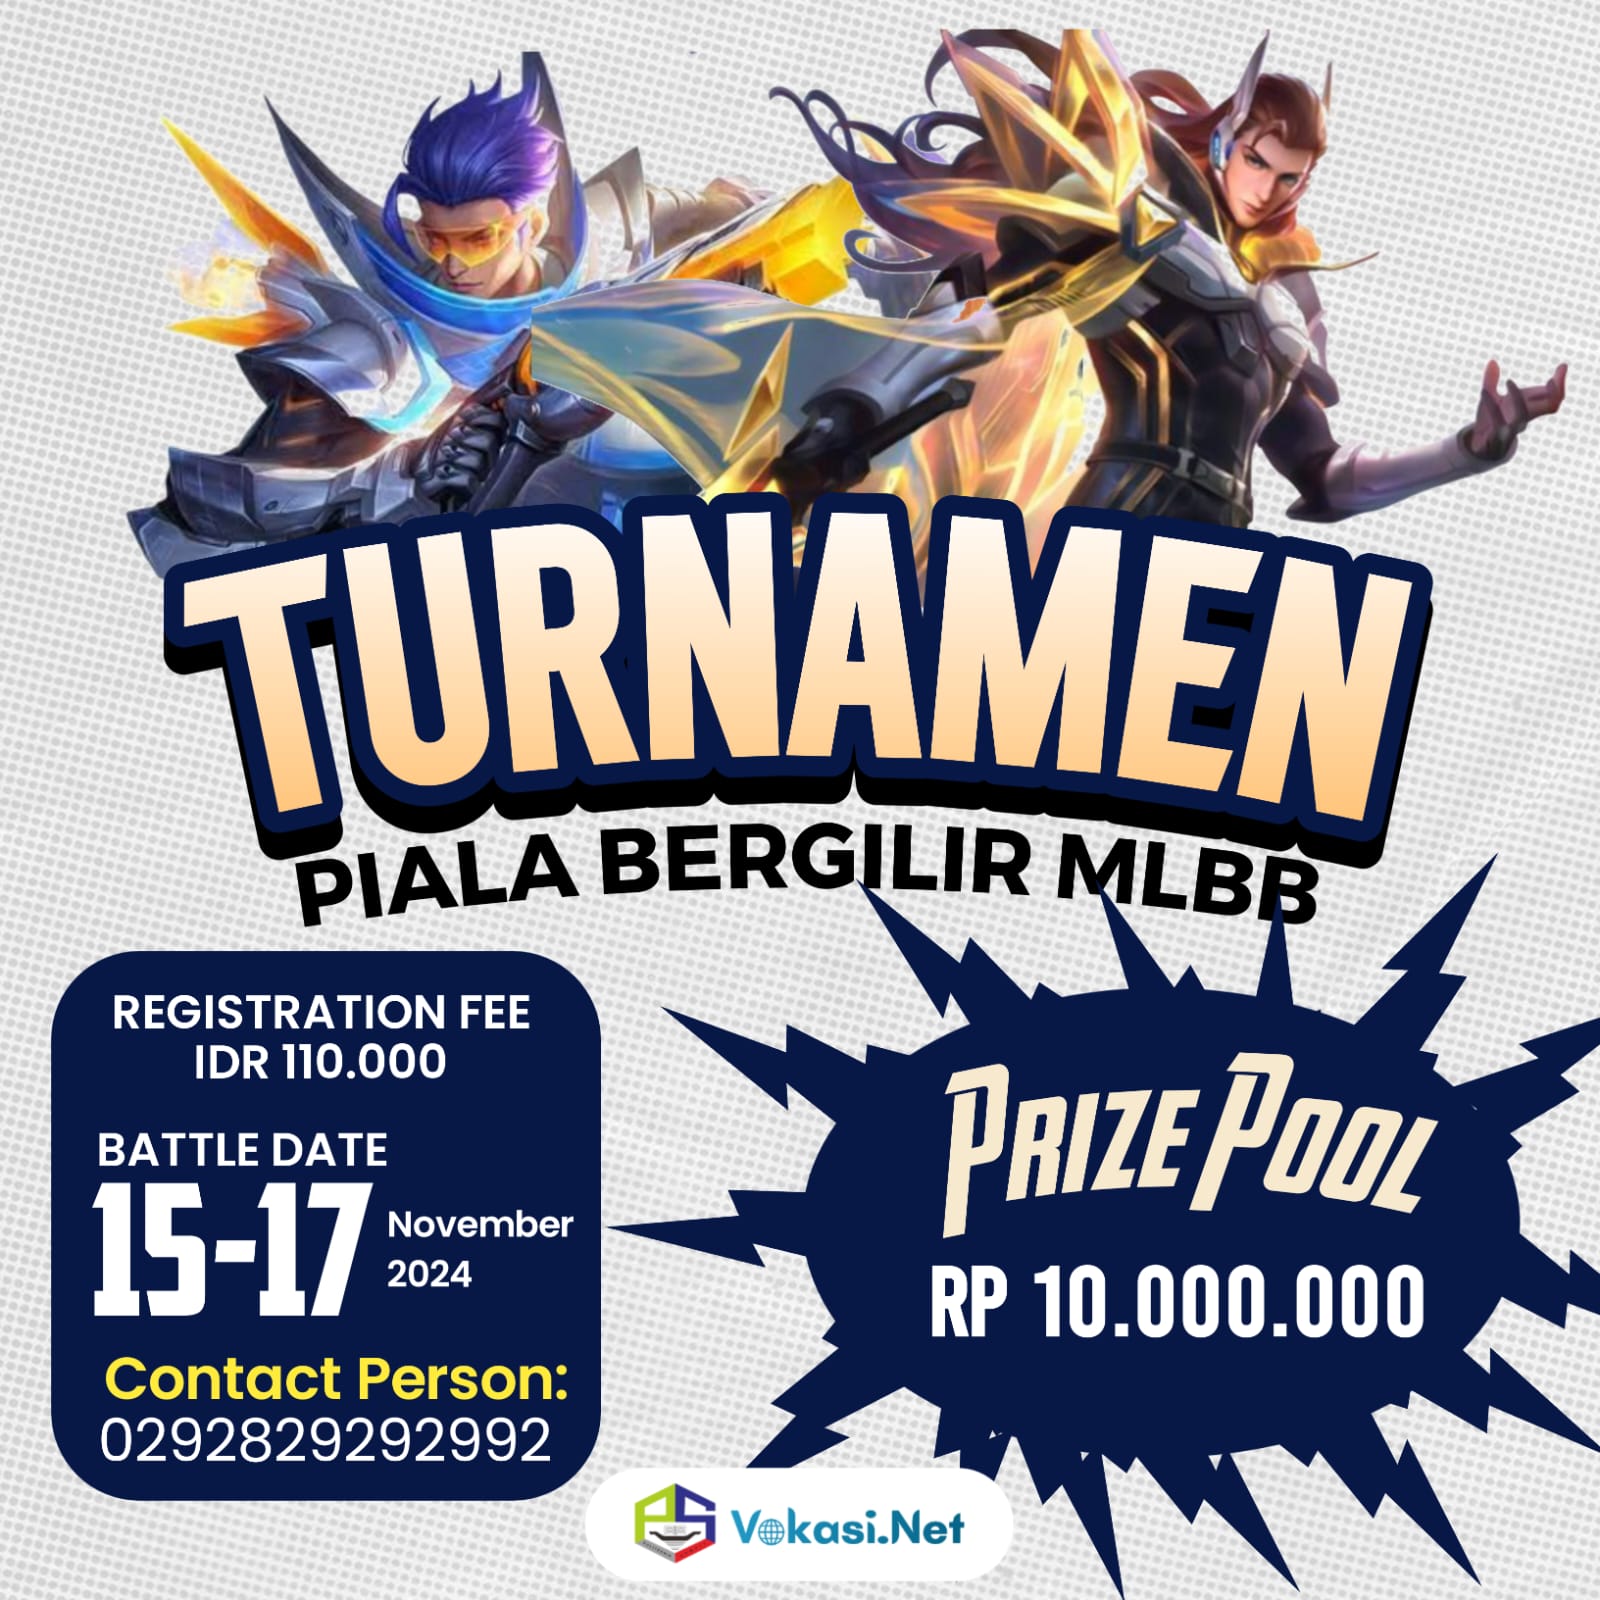 TURNAMEN
PIALA BERGILIR MLBB
REGISTRATION FEE
IDR 110.000
BATTLE DATE
15-17
November
2024
Contact Person:
0292829292992
PRIZE POOL
RP 10.000.000
Vokasi.Net